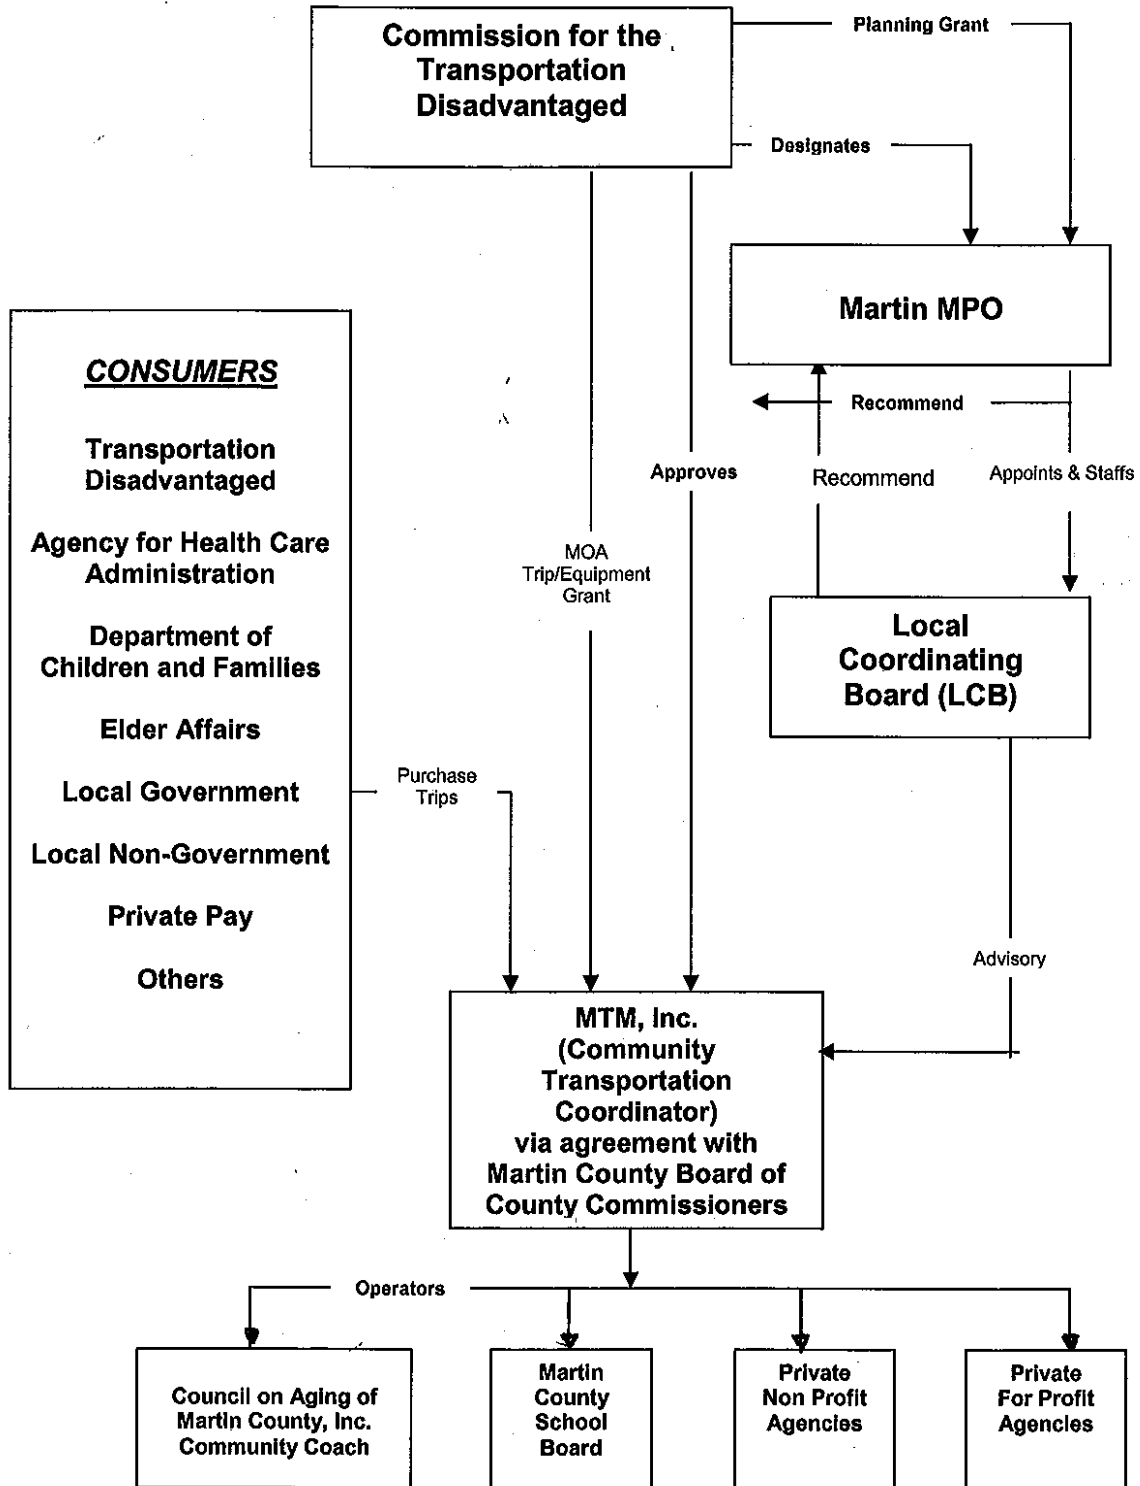 Commission for the
Transportation
Disadvantaged
Planning Grant
Designates
Martin MPO
Recommend
Approves
Recommend
Appoints & Staffs
MOA
Trip/Equipment
Grant
Local
Coordinating
Board (LCB)
CONSUMERS
Transportation
Disadvantaged
Agency for Health Care
Administration
Department of
Children and Families
Elder Affairs
Local Government
Local Non-Government
Private Pay
Others
Purchase
Trips
Advisory
MTM, Inc.
(Community
Transportation
Coordinator)
via agreement with
Martin County Board of
County Commissioners
Operators
Council on Aging of
Martin County, Inc.
Community Coach
Martin
County
School
Board
Private
Non Profit
Agencies
Private
For Profit
Agencies